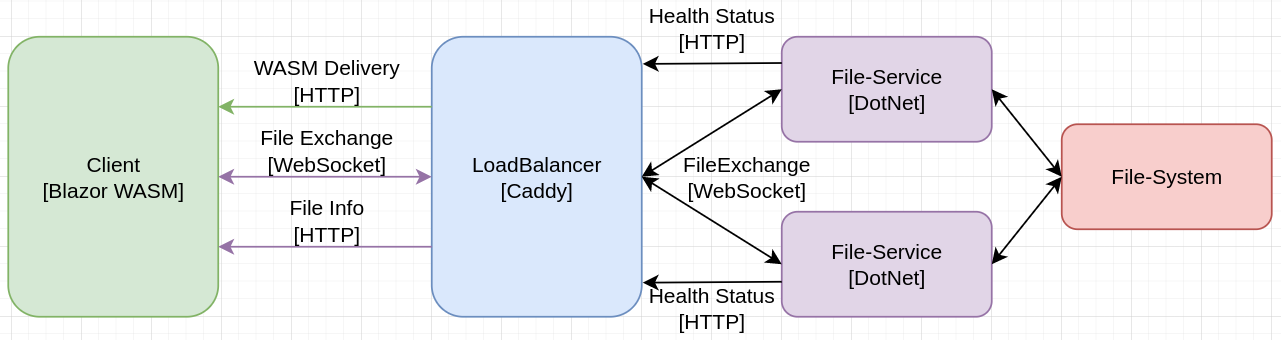 Health Status
[HTTP]
WASM Delivery
[HTTP]
File Exchange
[WebSocket]
File Info
[HTTP]
Client
[Blazor WASM]
LoadBalancer
[Caddy]
FileExchange
[WebSocket]
File-Service
[DotNet]
File-Service
[DotNet]
File-System
Health Status
[HTTP]